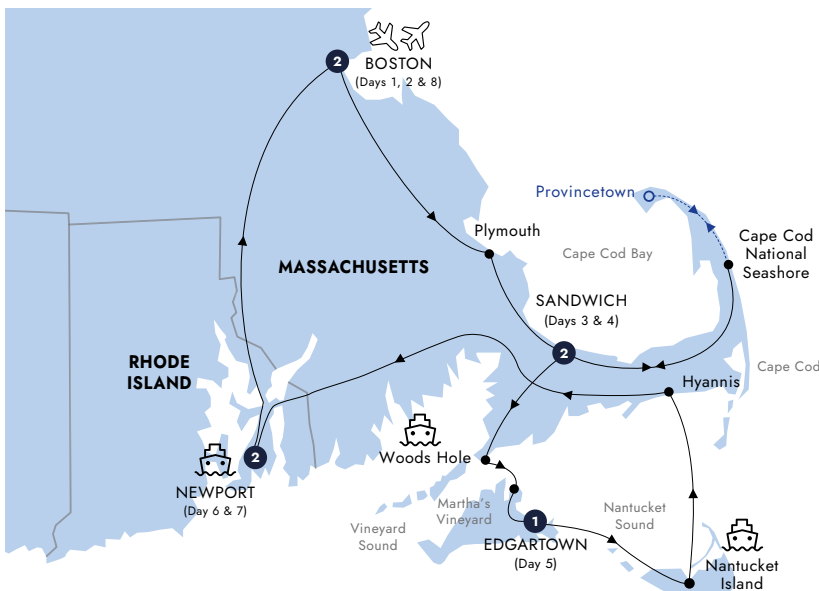 2
BOSTON
(Days 1, 2 & 8)
Provincetown
Plymouth
Cape Cod
National
Seashore
Cape Cod Bay
MASSACHUSETTS
SANDWICH
(Days 3 & 4)
2
RHODE
ISLAND
Cape Cod
Hyannis
2
Woods Hole
NEWPORT
(Day 6 & 7)
Martha's
Vineyard
Nantucket
Sound
1
Vineyard
Sound
EDGARTOWN
(Day 5)
Nantucket
Island